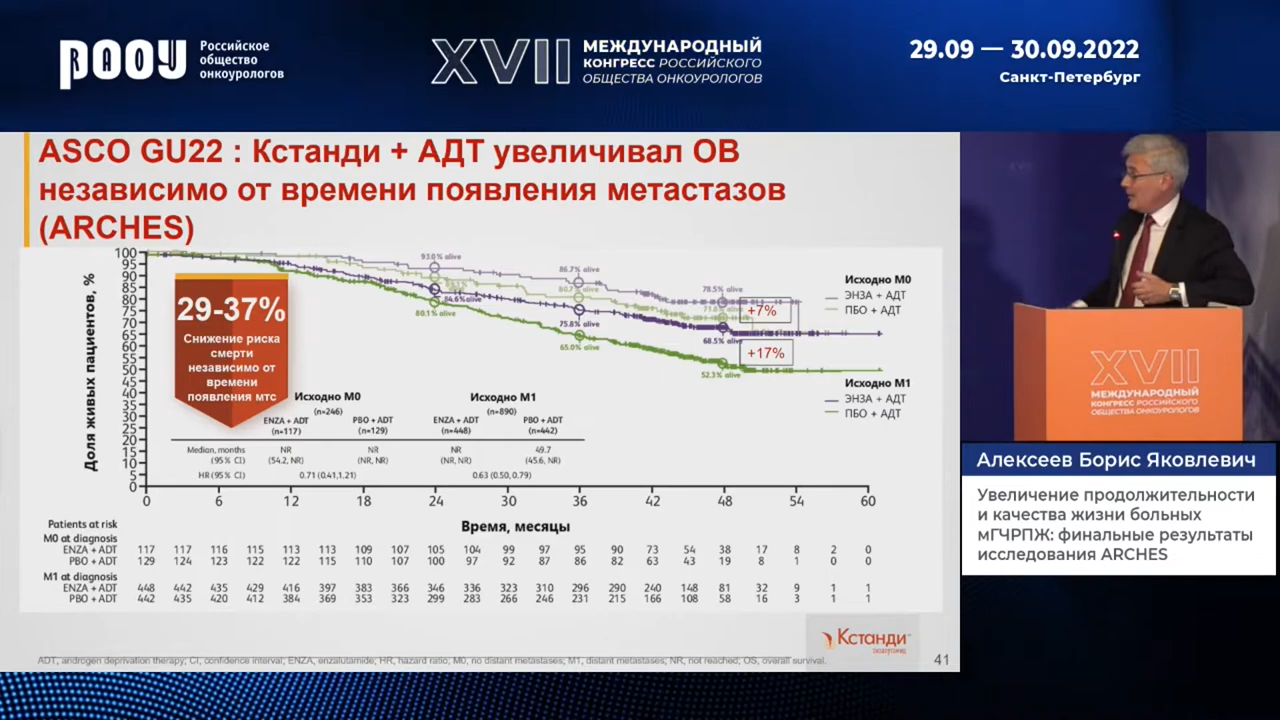 РООУ
RAOU
Российское
общество
онкоурологов
XVII
МЕЖДУНАРОДНЫЙ
КОНГРЕСС РОССИЙСКОГО
ОБЩЕСТВА ОНКОУРОЛОГОВ
29.09 — 30.09.2022
Санкт-Петербург
ASCO GU22 : Кстанди + АДТ увеличивал ОВ
независимо от времени появления метастазов
(ARCHES)
Доля живых пациентов, %
100
95
90
85
80
75
70
65
60
55
50
45
40
35
30
25
20
15
10
5
0
29-37%
Снижение риска
смерти
независимо от
времени
появления мтс
93.0% alive
84.6% alive
80.1% alive
86.7% alive
75.8% alive
65.0% alive
78.5% alive
68.5% alive
52.3% alive
+7%
+17%
Исходно M0
ЭНЗА + АДТ
ПБО + АДТ
Исходно M1
ЭНЗА + АДТ
ПБО + АДТ
Исходно M0 Исходно M1
(n=246) (n=890)
ENZA + ADT PBO + ADT ENZA + ADT PBO + ADT
(n=117) (n=129) (n=448) (n=442)
Median, months NR NR NR 49.7
(95% CI) (54.2, NR) (NR, NR) (NR, NR) (45.6, NR)
HR (95% CI) 0.71 (0.41,1.21) 0.63 (0.50, 0.79)
0 6 12 18 24 30 36 42 48 54 60
Время, месяцы
Patients at risk
M0 at diagnosis
ENZA + ADT 117 117 116 115 113 113 109 107 105 104 99 97 95 90 73 54 38 17 8 2 0
PBO + ADT 129 124 123 122 122 115 110 107 100 97 92 87 86 82 63 43 19 8 1 0 0
M1 at diagnosis
ENZA + ADT 448 442 435 429 416 397 383 366 346 336 323 310 296 290 240 148 81 32 9 1 1
PBO + ADT 442 435 420 412 384 369 353 323 299 283 266 246 231 215 166 108 58 16 3 1 1
Кстанди
ADT, androgen deprivation therapy; CI, confidence interval; ENZA, enzalutamide; HR, hazard ratio; M0, no distant metastases; M1, distant metastases; NR, not reached; OS, overall survival.
41
XVII
МЕЖДУНАРОДНЫЙ
КОНГРЕСС РОССИЙСКОГО
ОБЩЕСТВА ОНКОУРОЛОГОВ
Алексеев Борис Яковлевич
Увеличение продолжительности
и качества жизни больных
мГЧРПЖ: финальные результаты
исследования ARCHES